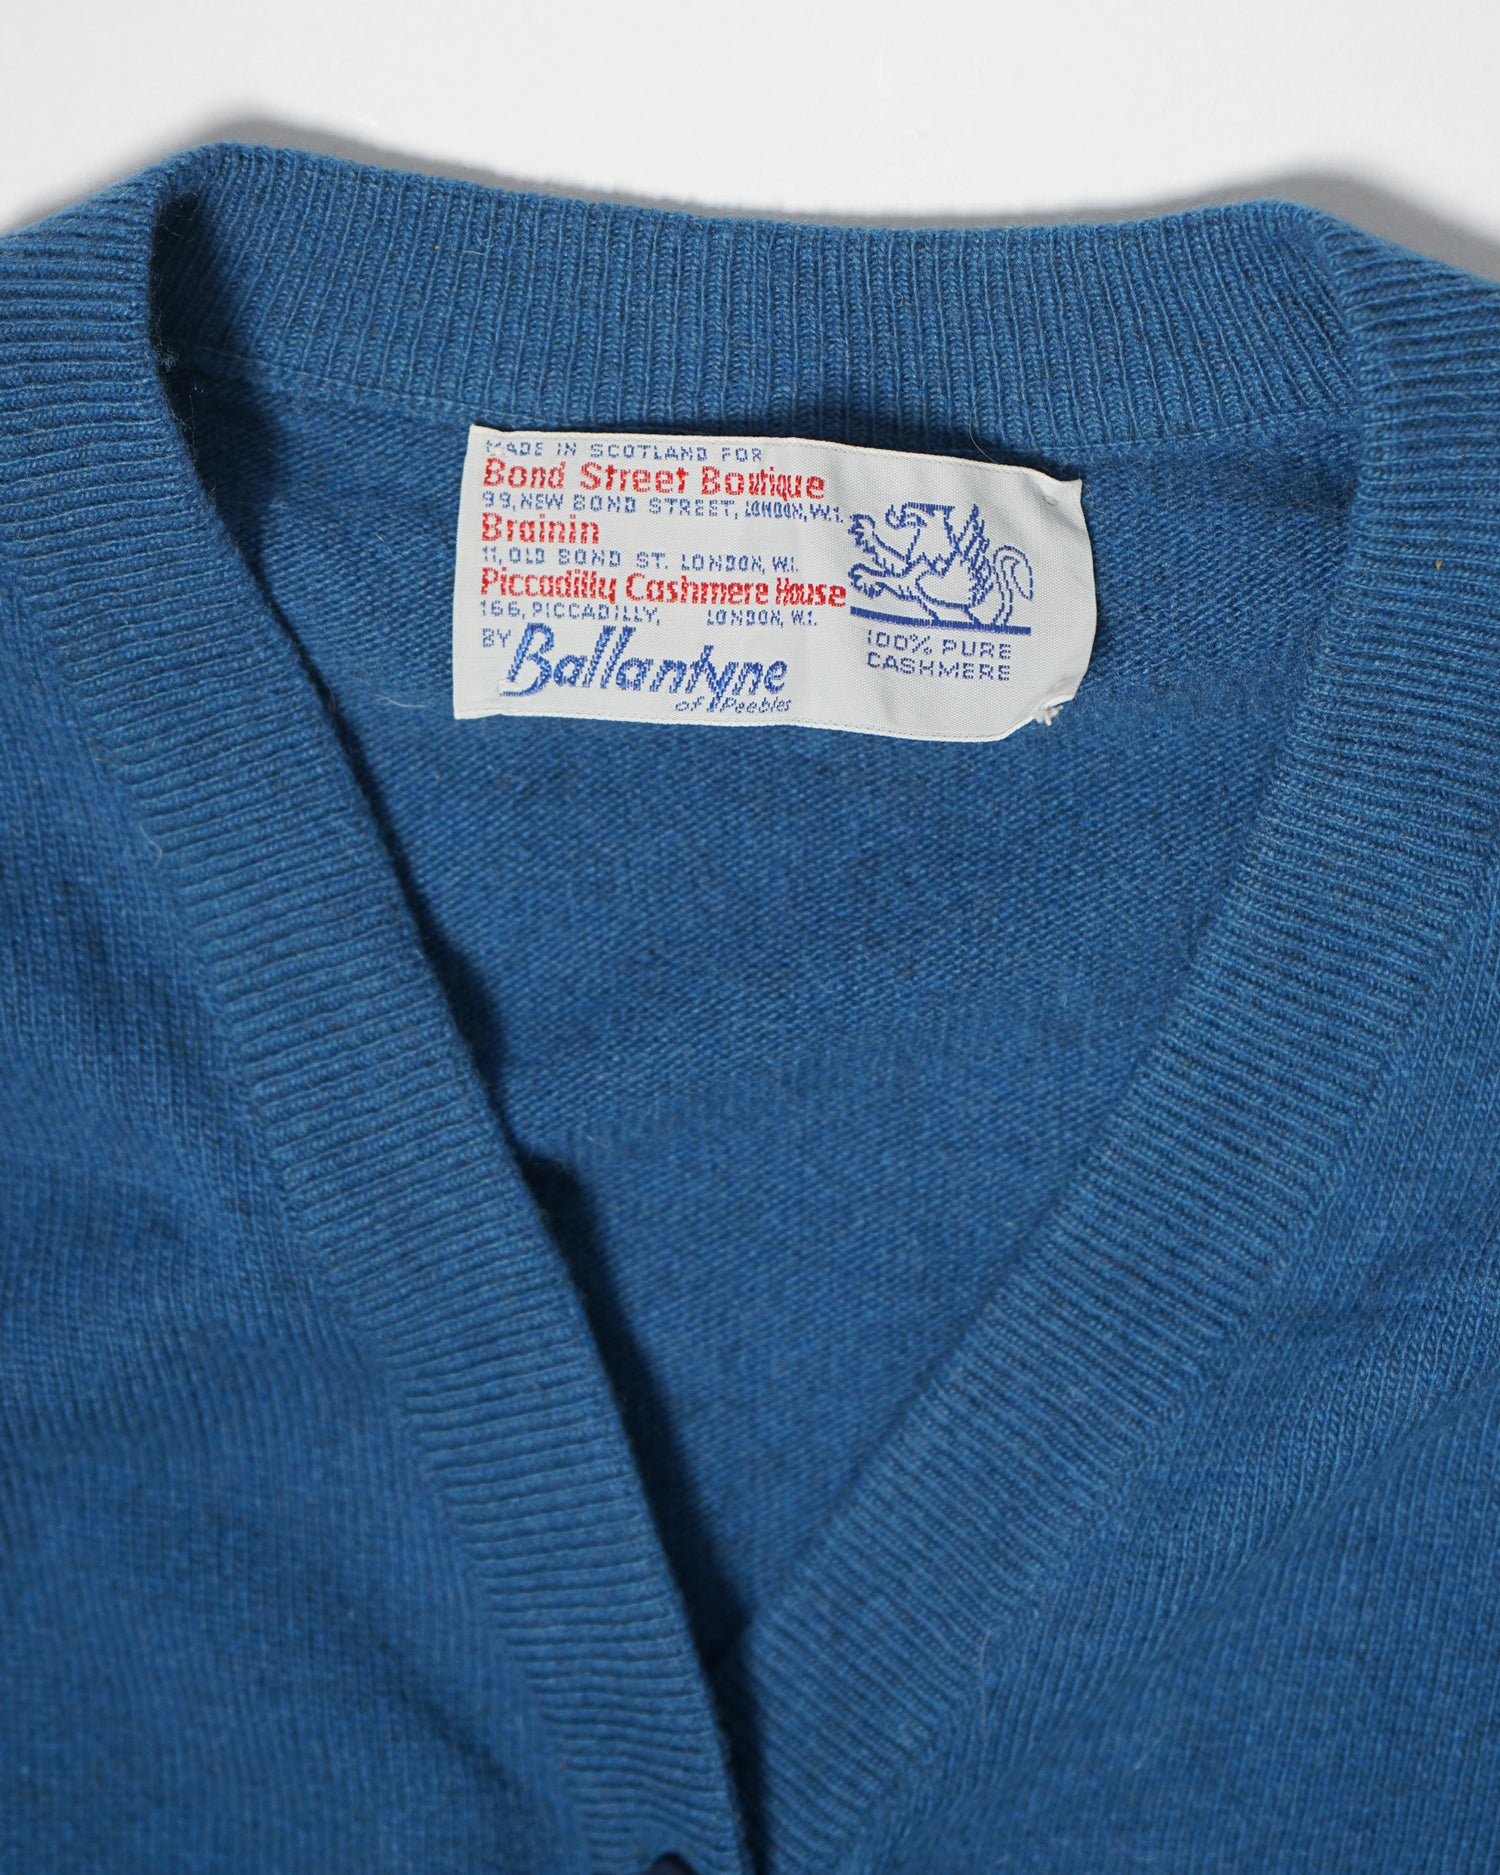 MADE IN SCOTLAND FOR
Bond Street Boutique
99, NEW BOND STREET, LONDON, W.1.
Brainin
11, OLD BOND ST. LONDON, W.1.
Piccadilly Cashmere House
166, PICCADILLY, LONDON, W.1.
BY Ballantyne
of Peebles
100% PURE
CASHMERE